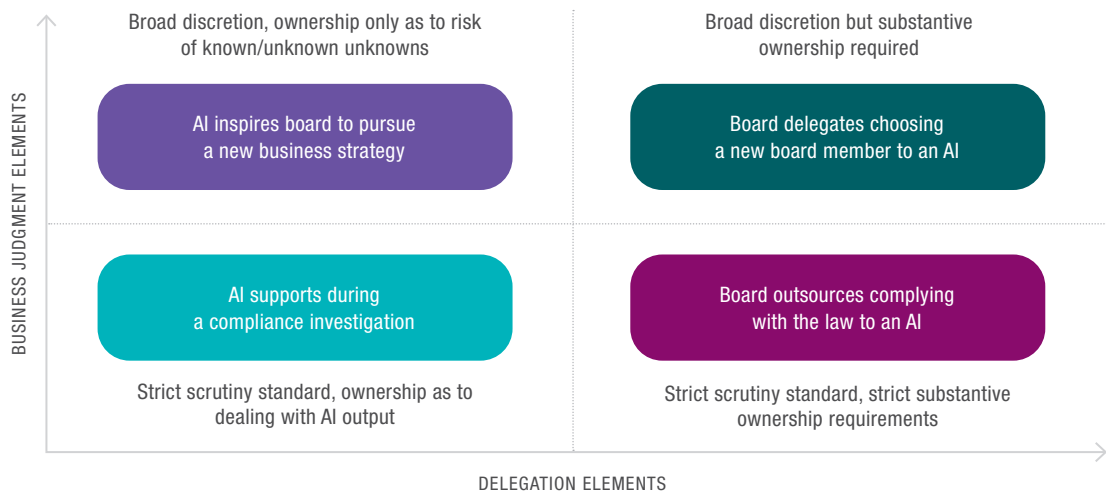 Broad discretion, ownership only as to risk
of known/unknown unknowns
Broad discretion but substantive
ownership required
BUSINESS JUDGMENT ELEMENTS
AI inspires board to pursue
a new business strategy
Board delegates choosing
a new board member to an AI
AI supports during
a compliance investigation
Board outsources complying
with the law to an AI
Strict scrutiny standard, ownership as to
dealing with AI output
Strict scrutiny standard, strict substantive
ownership requirements
DELEGATION ELEMENTS